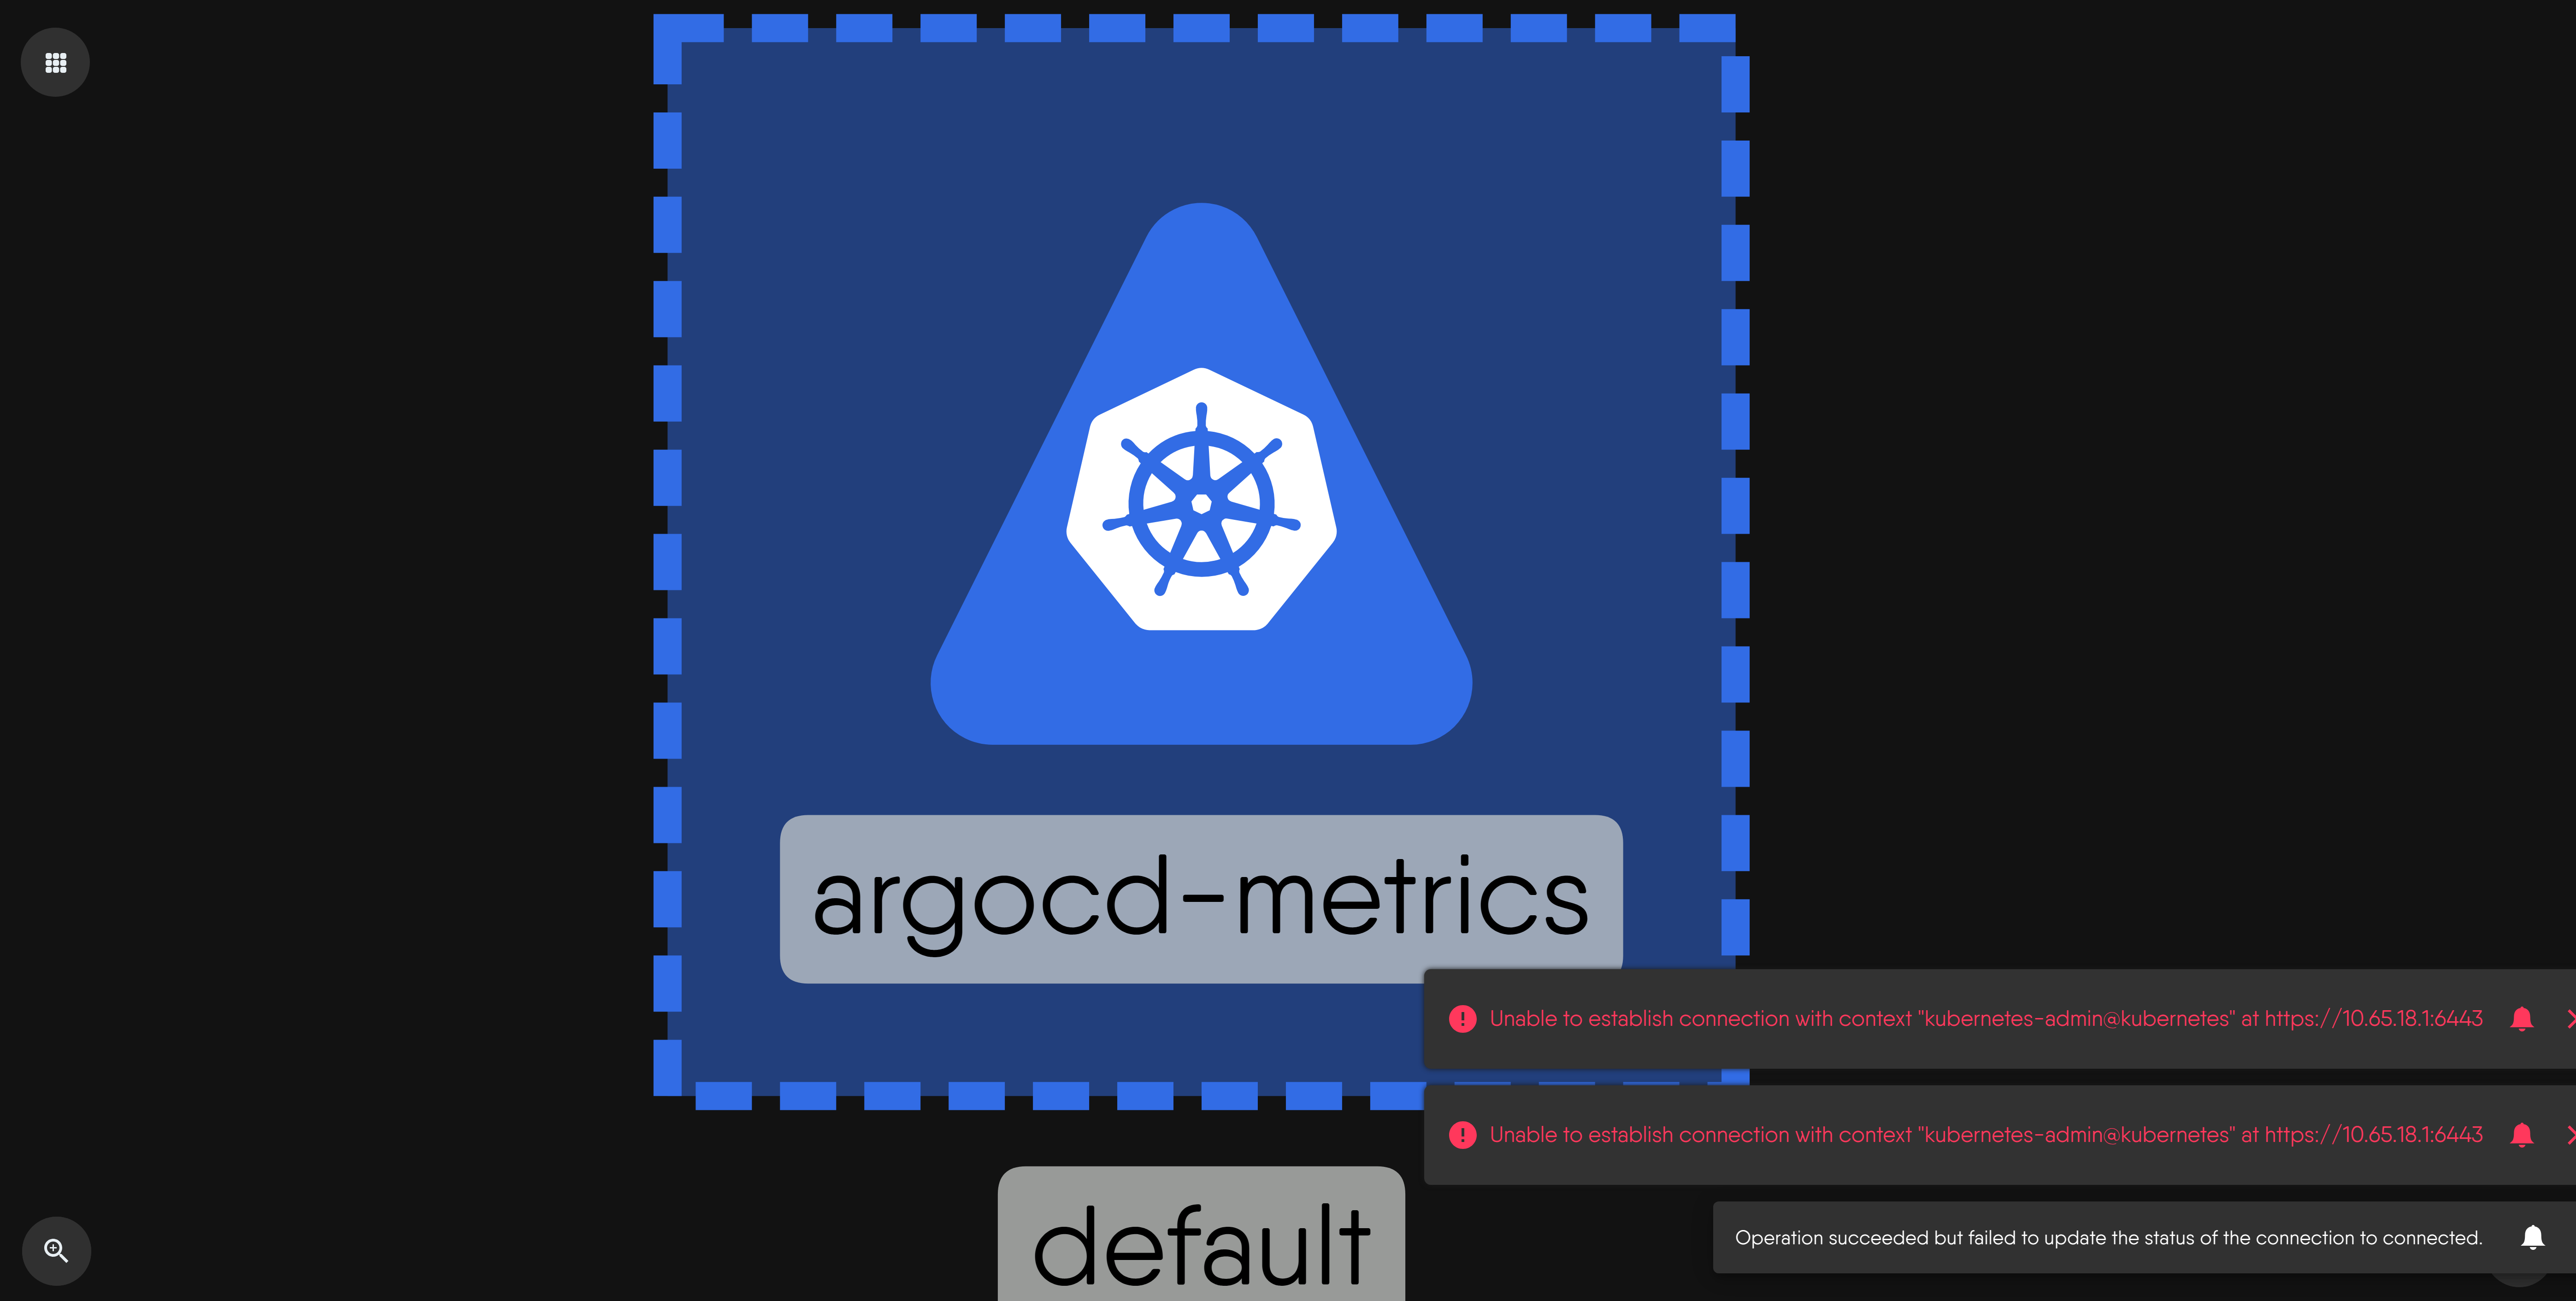 argocd-metrics
Unable to establish connection with context "kubernetes-admin@kubernetes" at https://10.65.18.1:6443
Unable to establish connection with context "kubernetes-admin@kubernetes" at https://10.65.18.1:6443
default
Operation succeeded but failed to update the status of the connection to connected.